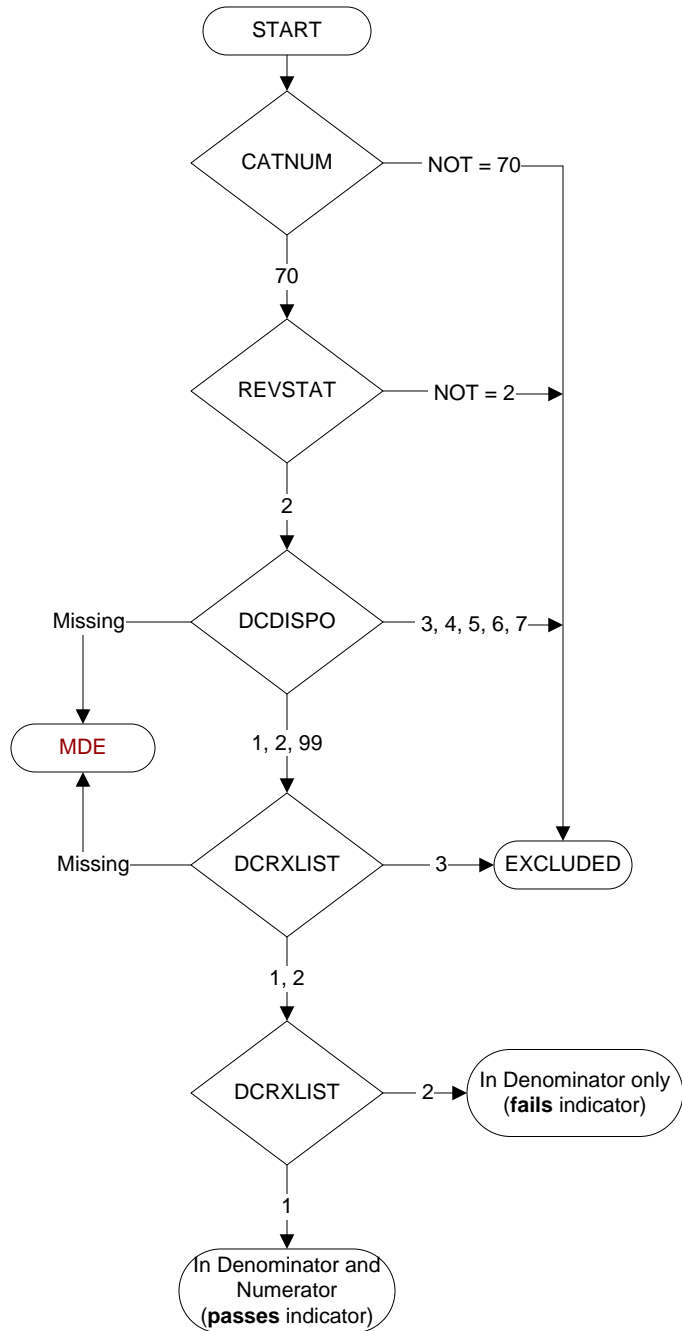 START
CATNUM
NOT = 70
70
REVSTAT
NOT = 2
2
Missing
DCDISPO
3, 4, 5, 6, 7
MDE
1, 2, 99
Missing
DCRXLIST
3
EXCLUDED
1, 2
DCRXLIST
2
In Denominator only
(fails indicator)
1
In Denominator and
Numerator
(passes indicator)